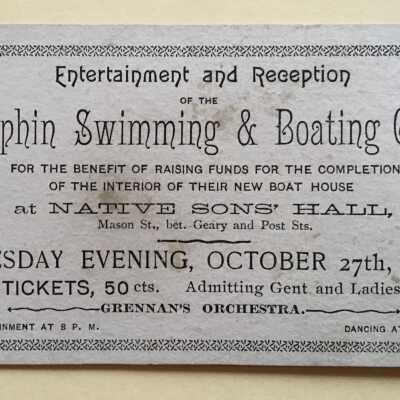 Entertainment and Reception
OF THE
phin Swimming & Boating C
FOR THE BENEFIT OF RAISING FUNDS FOR THE COMPLETION
OF THE INTERIOR OF THEIR NEW BOAT HOUSE
at NATIVE SONS' HALL,
Mason St., bet. Geary and Post Sts.
ESDAY EVENING, OCTOBER 27th,
TICKETS, 50 cts. Admitting Gent and Ladies
GRENNAN'S ORCHESTRA.
INMENT AT 8 P. M. DANCING AT